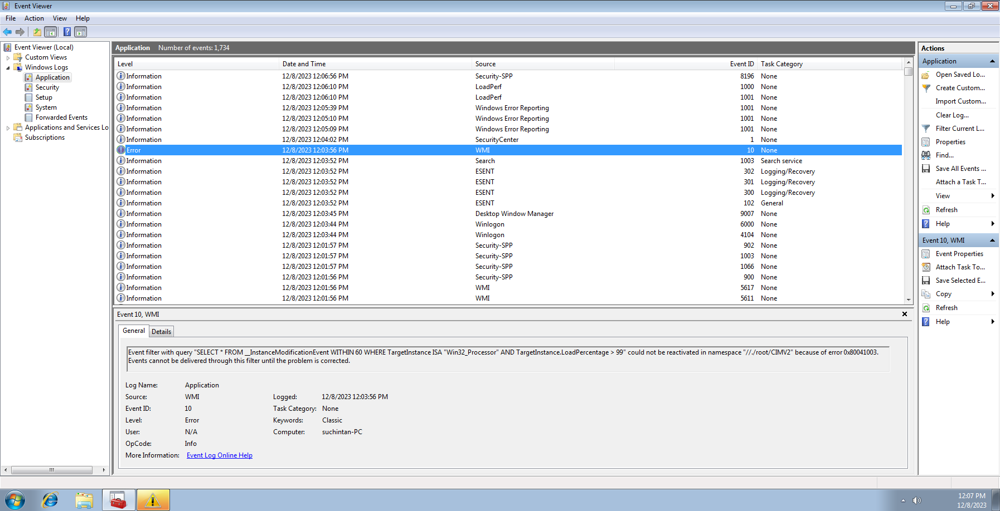 Event Viewer
File Action View Help
Event Viewer (Local)
Custom Views
Windows Logs
Application
Security
Setup
System
Forwarded Events
Applications and Services Lo
Subscriptions
Application Number of events: 1,734
Level Date and Time Source Event ID Task Category
Information 12/8/2023 12:06:56 PM Security-SPP 8196 None
Information 12/8/2023 12:06:10 PM LoadPerf 1000 None
Information 12/8/2023 12:06:10 PM LoadPerf 1001 None
Information 12/8/2023 12:05:39 PM Windows Error Reporting 1001 None
Information 12/8/2023 12:05:10 PM Windows Error Reporting 1001 None
Information 12/8/2023 12:05:09 PM Windows Error Reporting 1001 None
Information 12/8/2023 12:04:02 PM SecurityCenter 1 None
Error 12/8/2023 12:03:56 PM WMI 10 None
Information 12/8/2023 12:03:52 PM Search 1003 Search service
Information 12/8/2023 12:03:52 PM ESENT 302 Logging/Recovery
Information 12/8/2023 12:03:52 PM ESENT 301 Logging/Recovery
Information 12/8/2023 12:03:52 PM ESENT 300 Logging/Recovery
Information 12/8/2023 12:03:52 PM ESENT 102 General
Information 12/8/2023 12:03:45 PM Desktop Window Manager 9007 None
Information 12/8/2023 12:03:44 PM Winlogon 6000 None
Information 12/8/2023 12:03:44 PM Winlogon 4104 None
Information 12/8/2023 12:01:57 PM Security-SPP 902 None
Information 12/8/2023 12:01:57 PM Security-SPP 1003 None
Information 12/8/2023 12:01:57 PM Security-SPP 1066 None
Information 12/8/2023 12:01:56 PM Security-SPP 900 None
Information 12/8/2023 12:01:56 PM WMI 5617 None
Information 12/8/2023 12:01:56 PM WMI 5611 None
Event 10, WMI
General Details
Event filter with query "SELECT * FROM __InstanceModificationEvent WITHIN 60 WHERE TargetInstance ISA "Win32_Processor" AND TargetInstance.LoadPercentage > 99" could not be reactivated in namespace "//./root/CIMV2" because of error 0x80041003.
Events cannot be delivered through this filter until the problem is corrected.
Log Name: Application
Source: WMI Logged: 12/8/2023 12:03:56 PM
Event ID: 10 Task Category: None
Level: Error Keywords: Classic
User: N/A Computer: suchintan-PC
OpCode: Info
More Information: Event Log Online Help
Actions
Application
Open Saved Lo...
Create Custom...
Import Custom...
Clear Log...
Filter Current L...
Properties
Find...
Save All Events ...
Attach a Task T...
View
Refresh
Help
Event 10, WMI
Event Properties
Attach Task To...
Save Selected E...
Copy
Refresh
Help
12:07 PM
12/8/2023